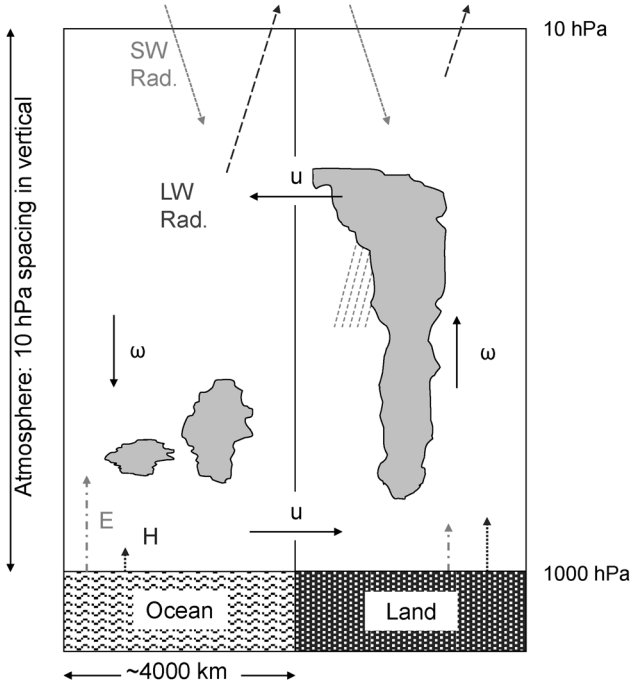 10 hPa
SW
Rad.
u
LW
Rad.
Atmosphere: 10 hPa spacing in vertical
ω
ω
E
H
u
1000 hPa
Ocean
Land
~4000 km